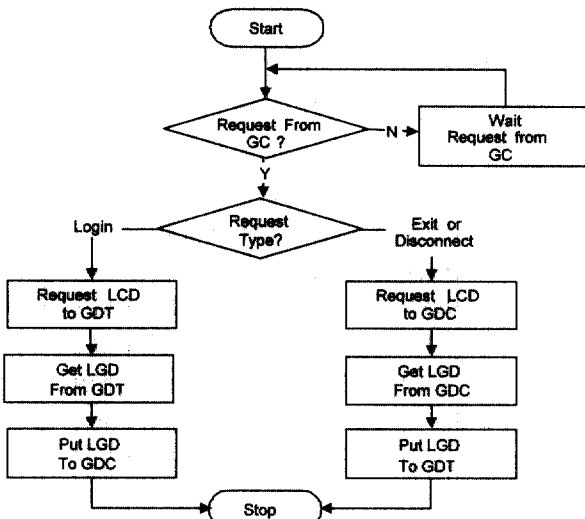 Start
Request From
GC ?
N
Wait
Request from
GC
Y
Request
Type?
Login
Exit or
Disconnect
Request LCD
to GDT
Request LCD
to GDC
Get LGD
From GDT
Get LGD
From GDC
Put LGD
To GDC
Put LGD
To GDT
Stop